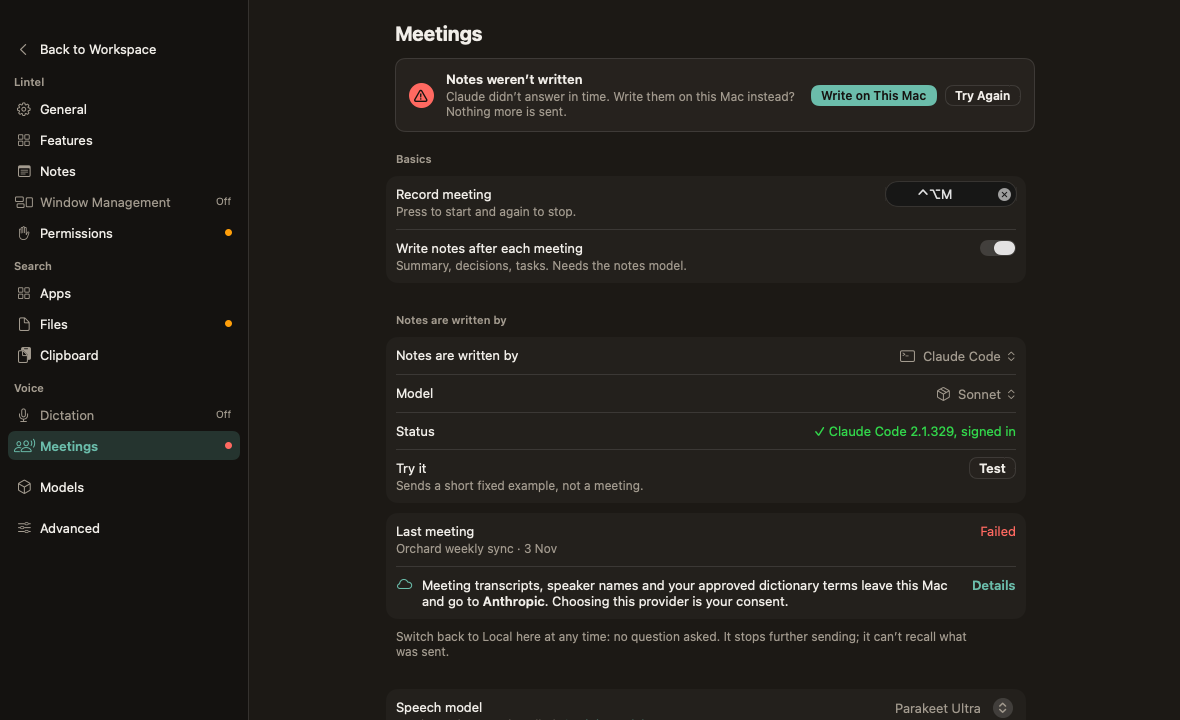 Back to Workspace
Lintel
General
Features
Notes
Window Management Off
Permissions
Search
Apps
Files
Clipboard
Voice
Dictation Off
Meetings
Models
Advanced
Meetings
Notes weren’t written
Claude didn’t answer in time. Write them on this Mac instead?
Nothing more is sent.
Write on This Mac
Try Again
Basics
Record meeting
Press to start and again to stop.
⌃⌥M
Write notes after each meeting
Summary, decisions, tasks. Needs the notes model.
Notes are written by
Notes are written by Claude Code
Model Sonnet
Status ✓ Claude Code 2.1.329, signed in
Try it
Sends a short fixed example, not a meeting.
Test
Last meeting Failed
Orchard weekly sync · 3 Nov
Meeting transcripts, speaker names and your approved dictionary terms leave this Mac
and go to Anthropic. Choosing this provider is your consent.
Details
Switch back to Local here at any time: no question asked. It stops further sending; it can’t recall what
was sent.
Speech model Parakeet Ultra